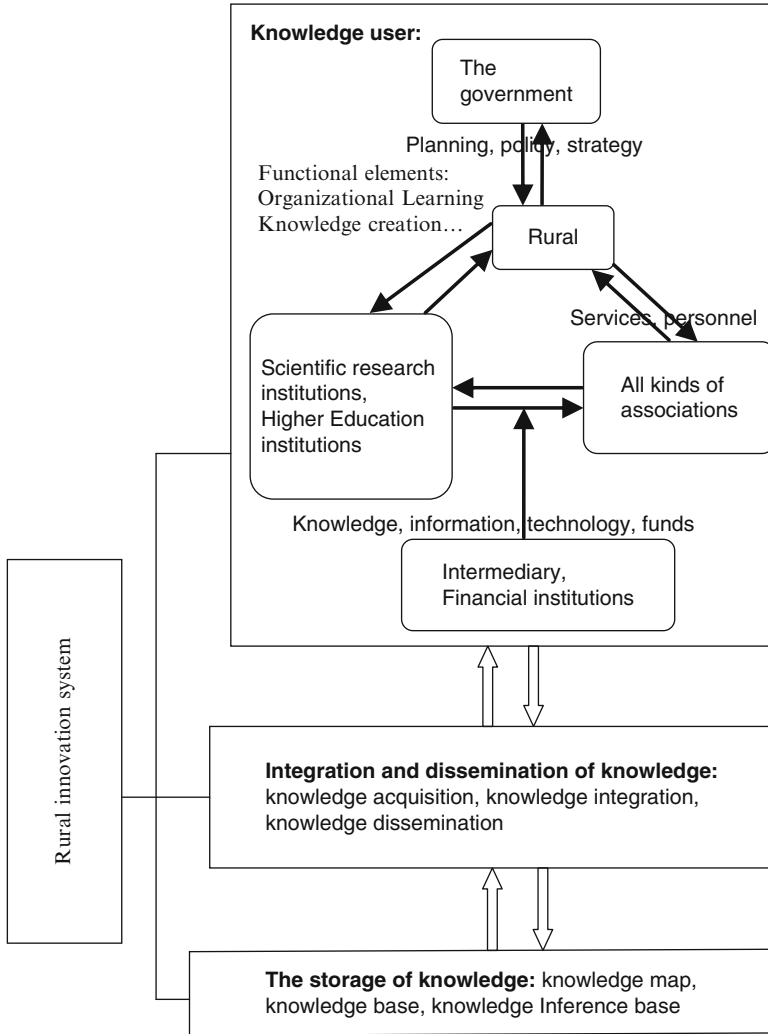 Knowledge user:
The
government
Planning, policy, strategy
Functional elements:
Organizational Learning
Knowledge creation…
Rural
Services, personnel
Scientific research
institutions,
Higher Education
institutions
All kinds of
associations
Knowledge, information, technology, funds
Intermediary,
Financial institutions
Rural innovation system
Integration and dissemination of knowledge:
knowledge acquisition, knowledge integration,
knowledge dissemination
The storage of knowledge: knowledge map,
knowledge base, knowledge Inference base